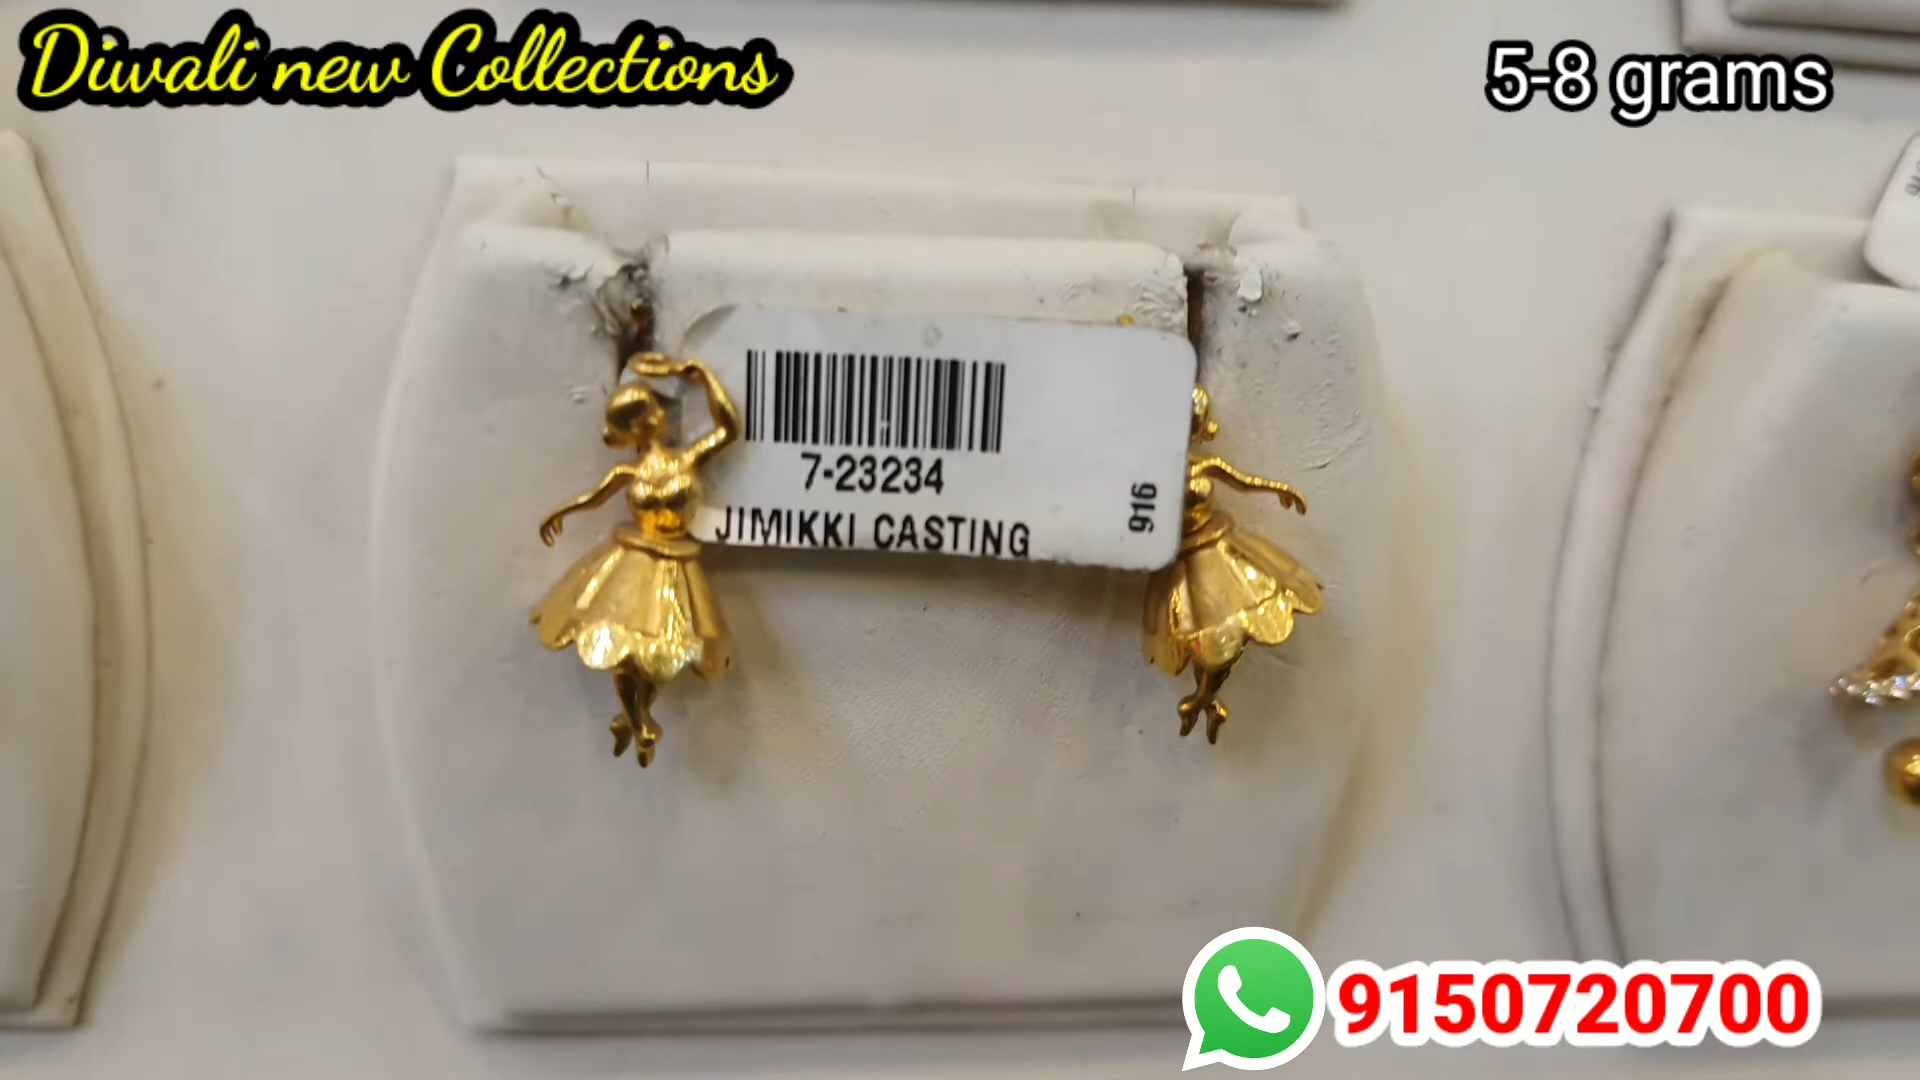 Diwali new Collections
5-8 grams
7-23234
JIMIKKI CASTING
916
9150720700